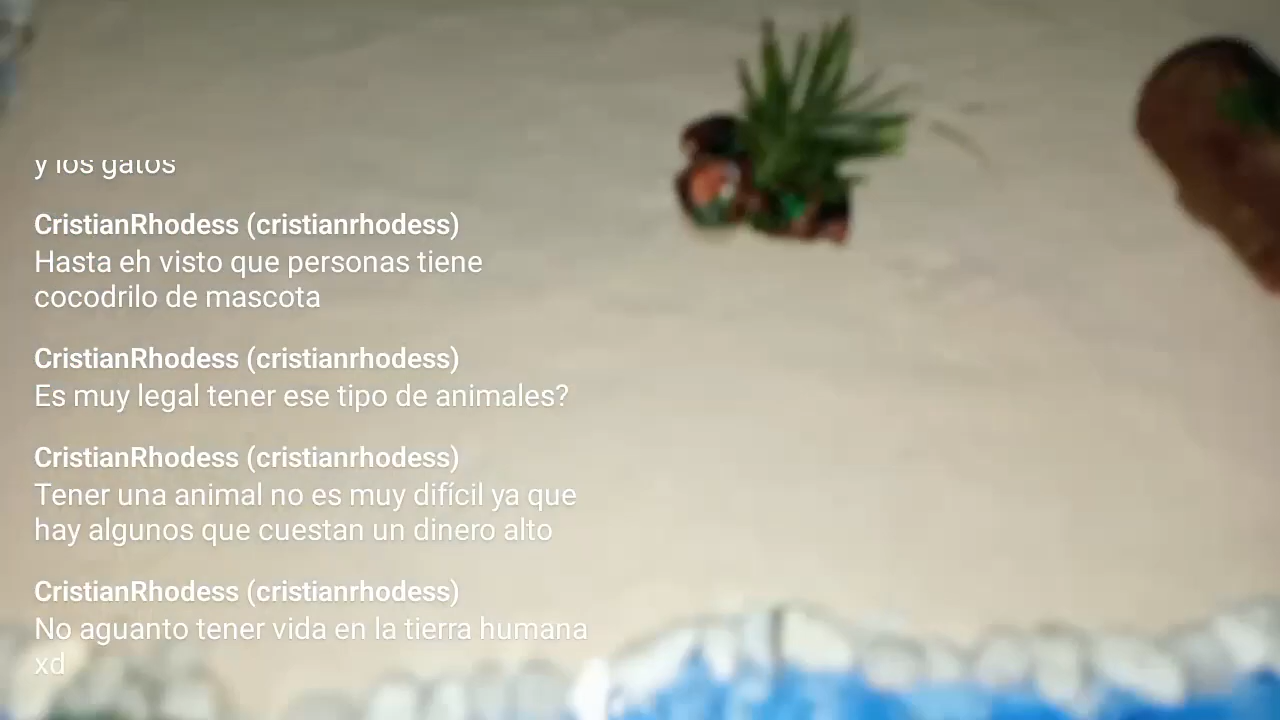 y los gatos
CristianRhodess (cristianrhodess)
Hasta eh visto que personas tiene
cocodrilo de mascota
CristianRhodess (cristianrhodess)
Es muy legal tener ese tipo de animales?
CristianRhodess (cristianrhodess)
Tener una animal no es muy difícil ya que
hay algunos que cuestan un dinero alto
CristianRhodess (cristianrhodess)
No aguanto tener vida en la tierra humana
xd